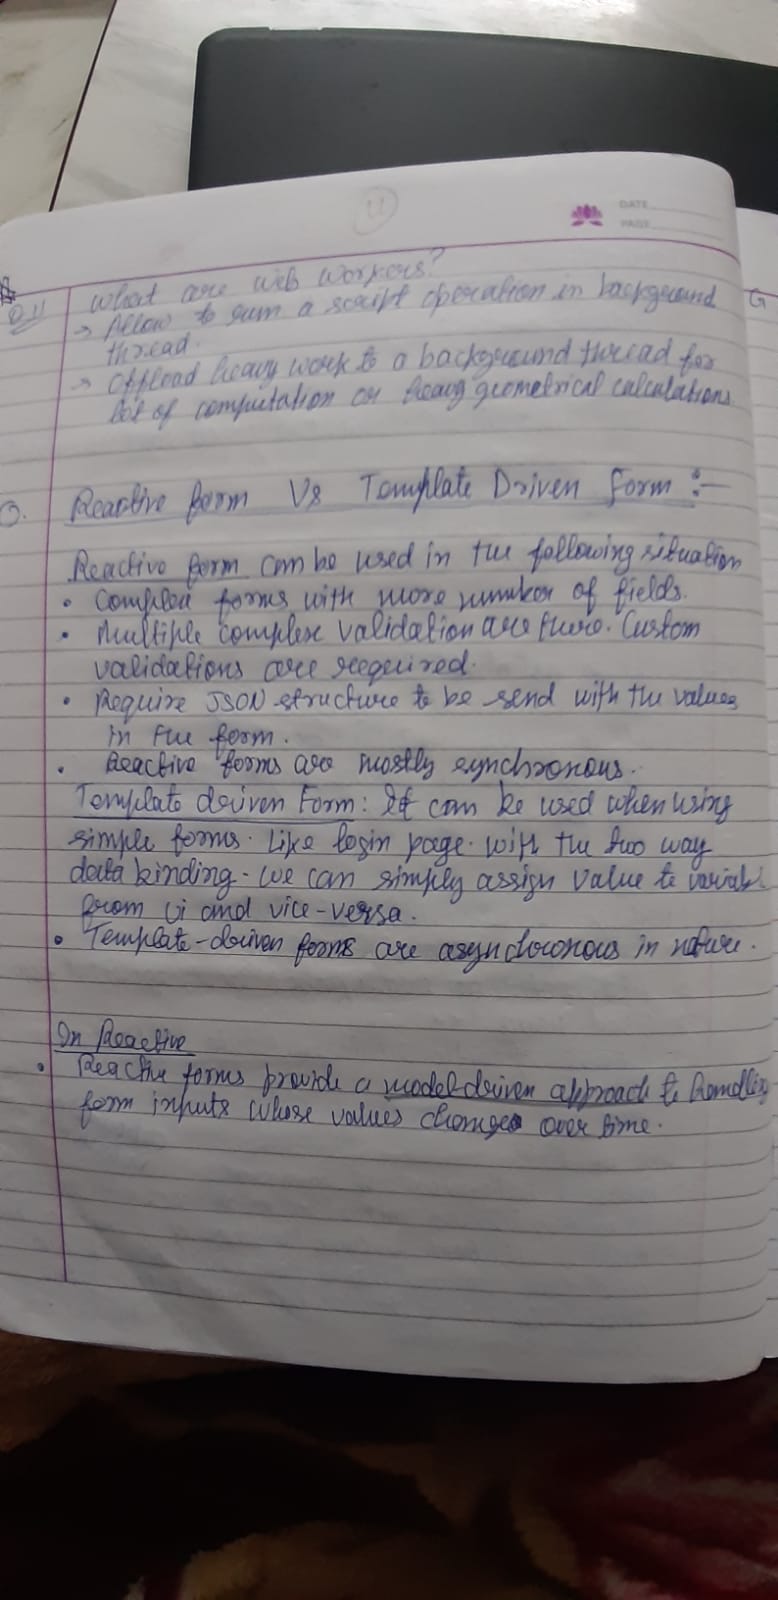 11
DATE
PAGE
Q.11 What are web workers?
→ Allow to run a script operation in background
thread.
→ Offload heavy work to a background thread for
lot of computation or heavy geometrical calculations.
Q. Reactive form Vs Template Driven Form :-
Reactive form can be used in the following situation
• Complex forms with more number of fields.
• Multiple complex validation are there. Custom
validations are required.
• Require JSON structure to be send with the values
in the form.
• Reactive forms are mostly synchronous.
Template driven Form: It can be used when using
simple forms. Like login page. With the two way
data binding - we can simply assign value to variable
from Ui and vice-versa.
• Template-driven forms are asynchronous in nature.
In Reactive
• Reactive forms provide a model-driven approach to handling
form inputs whose values change over time.